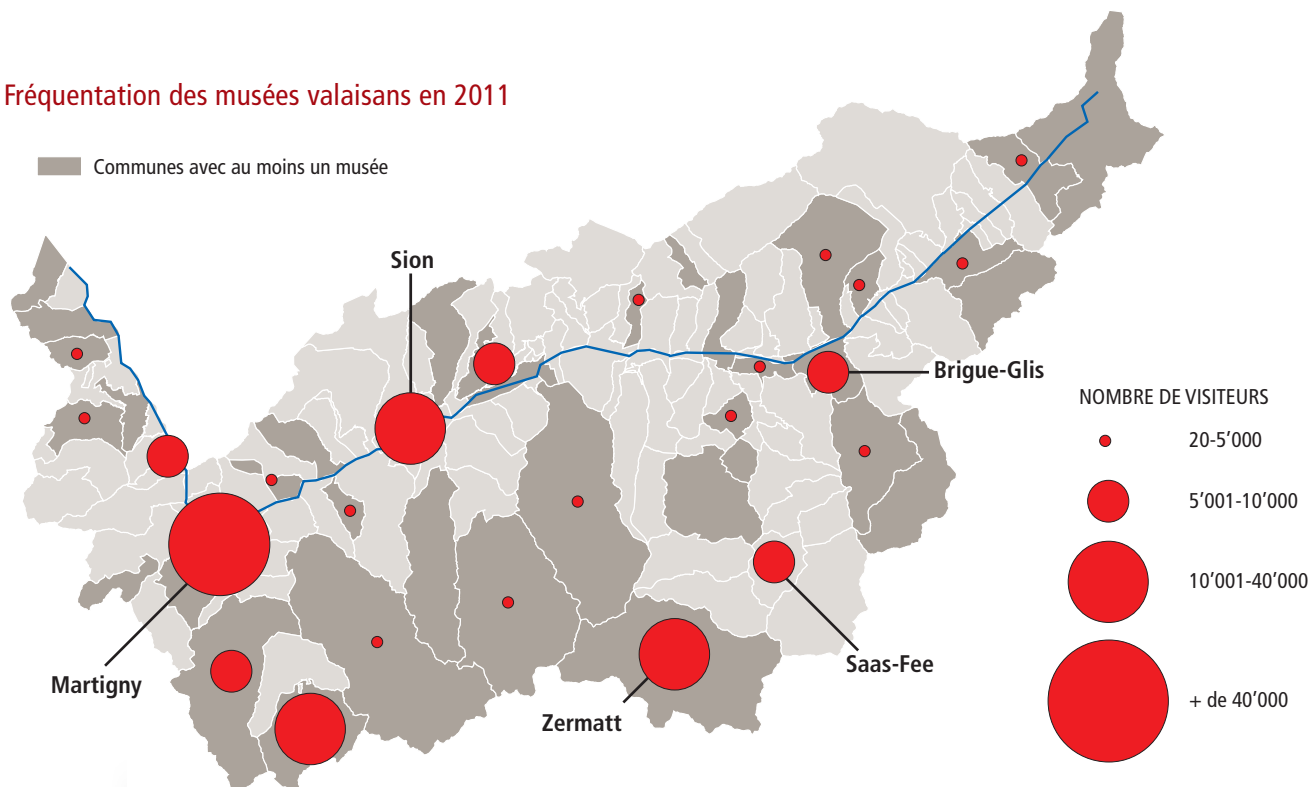 Fréquentation des musées valaisans en 2011
Communes avec au moins un musée
Sion
Brigue-Glis
NOMBRE DE VISITEURS
20-5’000
5’001-10’000
10’001-40’000
Saas-Fee
Martigny
+ de 40’000
Zermatt